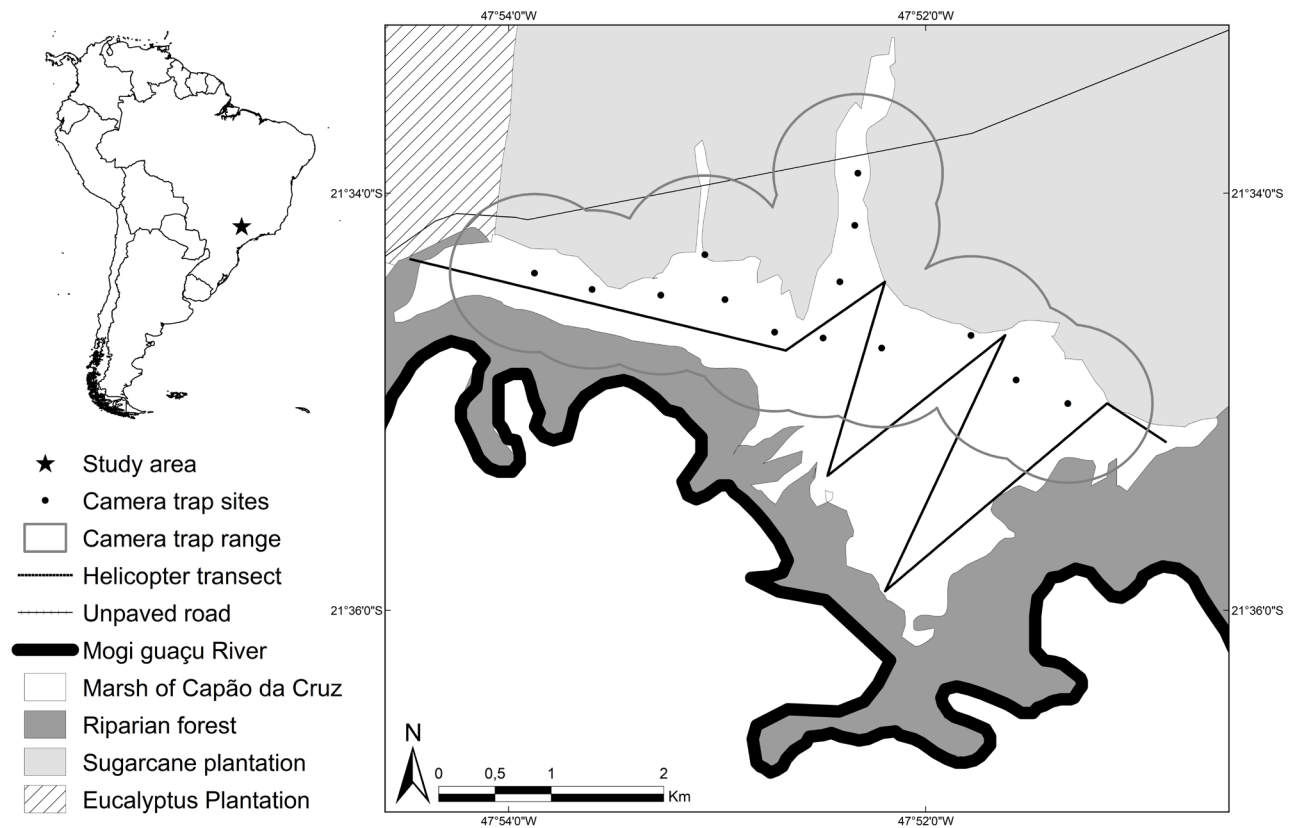 47°54'0"W
47°52'0"W
21°34'0"S
21°34'0"S
Study area
Camera trap sites
Camera trap range
Helicopter transect
Unpaved road
Mogi guaçu River
Marsh of Capão da Cruz
Riparian forest
Sugarcane plantation
Eucalyptus Plantation
21°36'0"S
21°36'0"S
N
0
0,5
1
2
Km
47°54'0"W
47°52'0"W